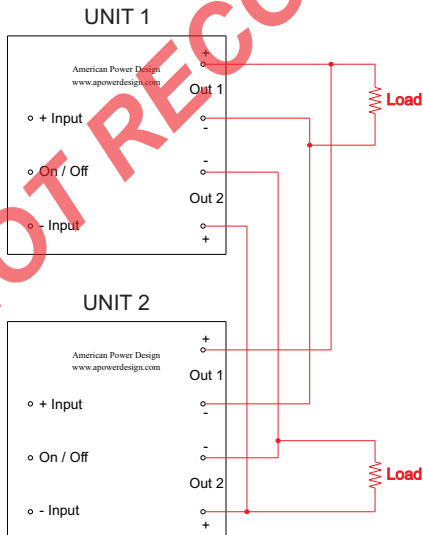 UNIT 1
American Power Design
www.apowerdesign.com
+
Out 1
-
+ Input
-
On / Off
Out 2
- Input
+
Load
UNIT 2
American Power Design
www.apowerdesign.com
+
Out 1
-
+ Input
-
On / Off
Out 2
- Input
+
Load